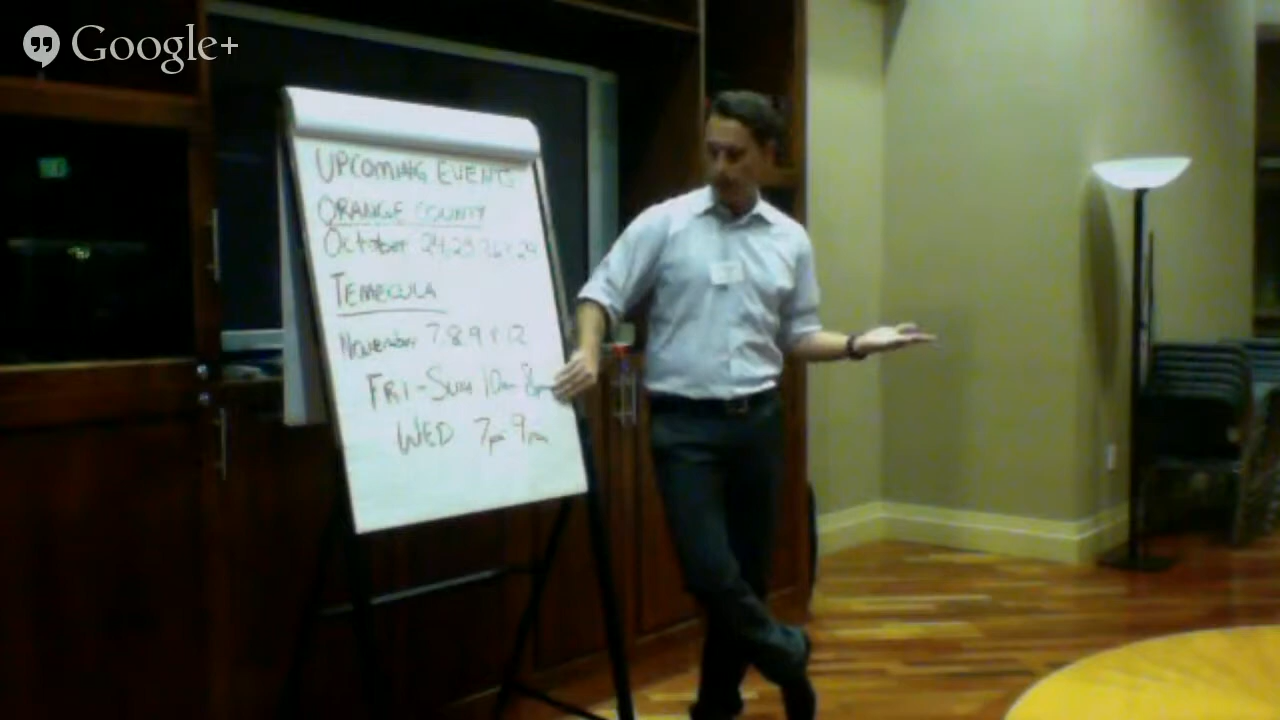 Google+
UPCOMING EVENTS
ORANGE COUNTY
October 24,25,26 & 29
TEMECULA
November 7,8,9 & 12
FRI-SUN 10am 8pm
WED 7pm-9pm